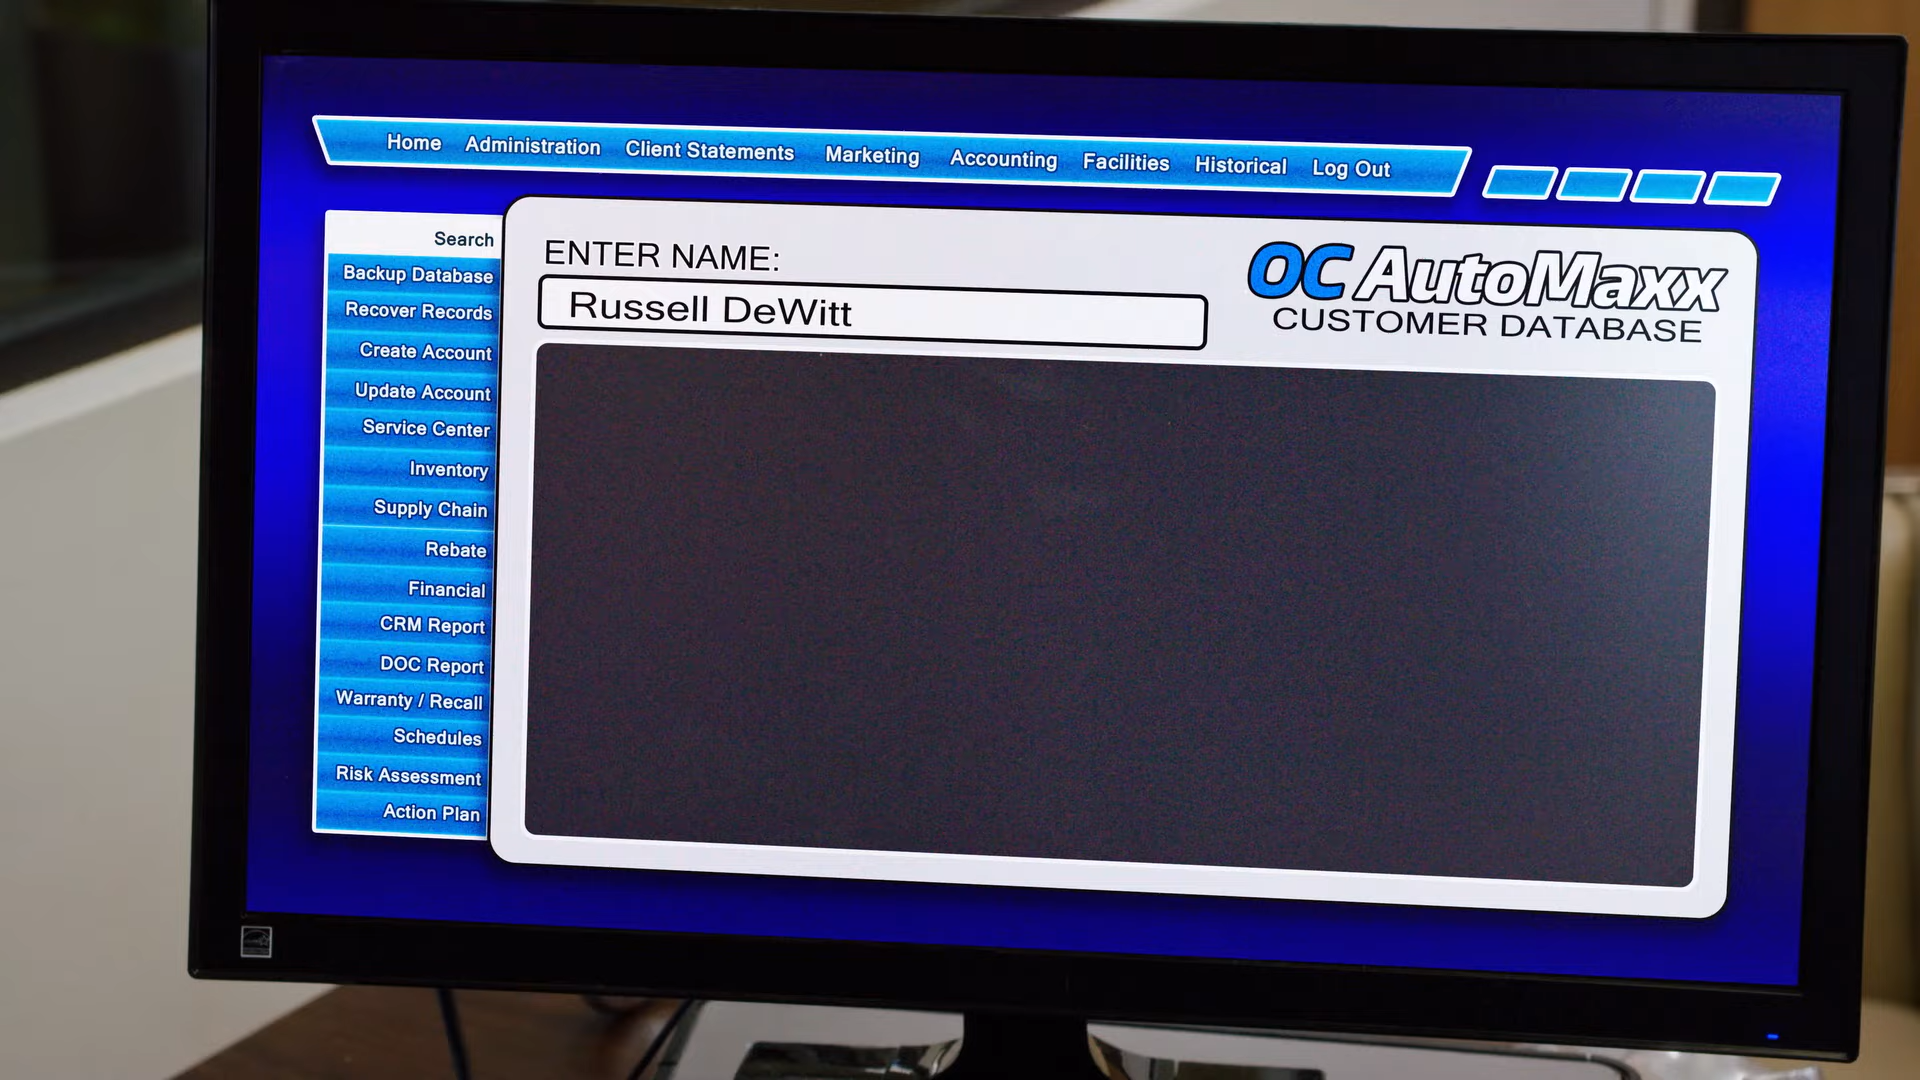 Home Administration Client Statements Marketing Accounting Facilities Historical Log Out
Search
Backup Database
Recover Records
Create Account
Update Account
Service Center
Inventory
Supply Chain
Rebate
Financial
CRM Report
DOC Report
Warranty / Recall
Schedules
Risk Assessment
Action Plan
ENTER NAME:
Russell DeWitt
OC AutoMaxx
CUSTOMER DATABASE